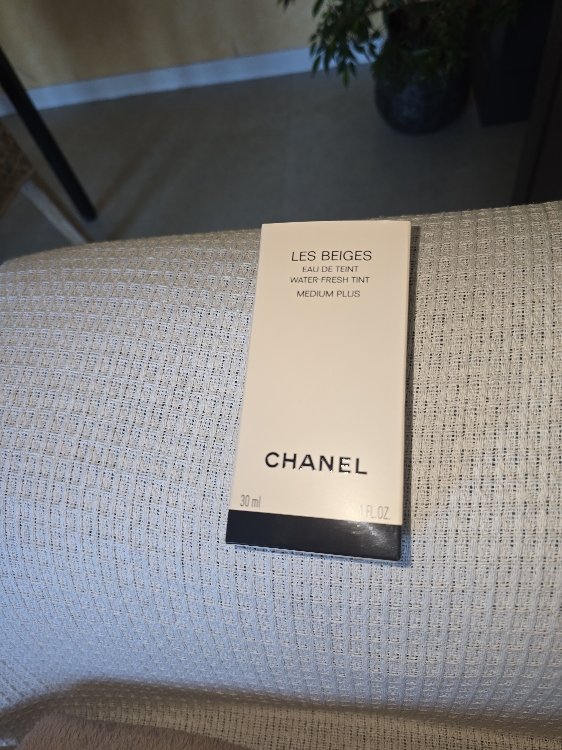 LES BEIGES
EAU DE TEINT
WATER-FRESH TINT
MEDIUM PLUS
CHANEL
30 ml 1 FL.OZ.